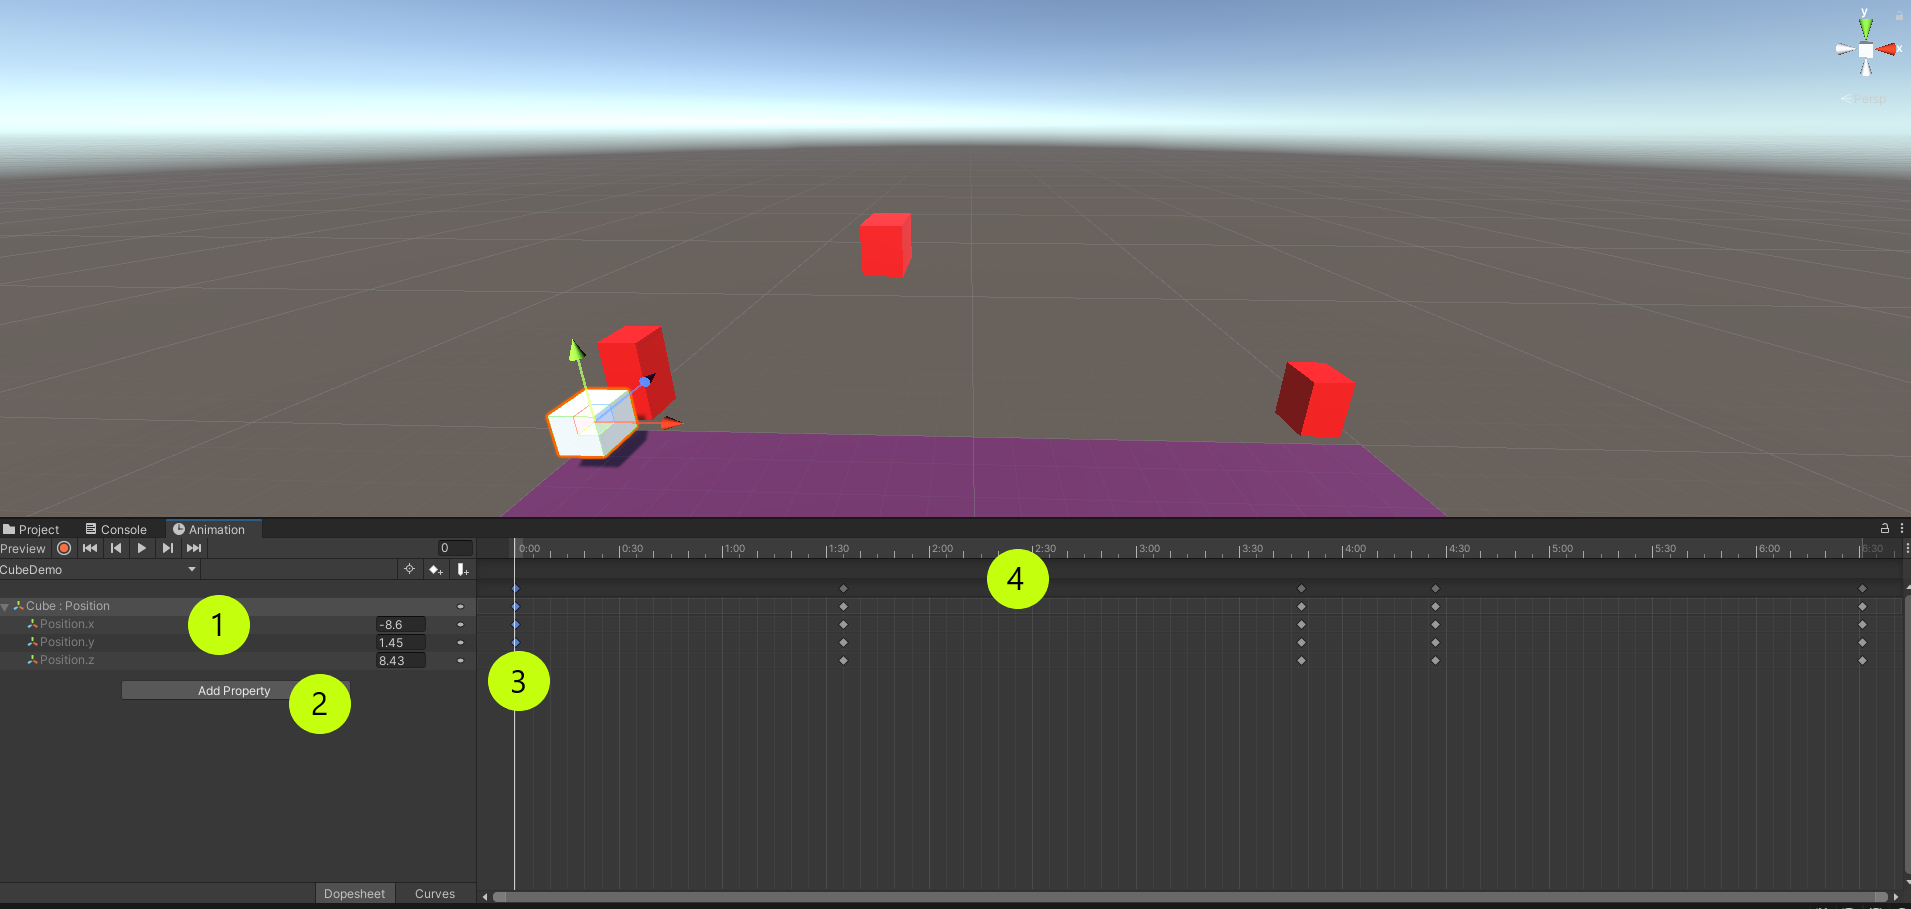 y
x
Persp
Project Console Animation
Preview 0 0:00 0:30 1:00 1:30 2:00 2:30 3:00 3:30 4:00 4:30 5:00 5:30 6:00 6:30
CubeDemo
4
Cube : Position
1
Position.x -8.6
Position.y 1.45
Position.z 8.43
3
Add Property
2
Dopesheet Curves